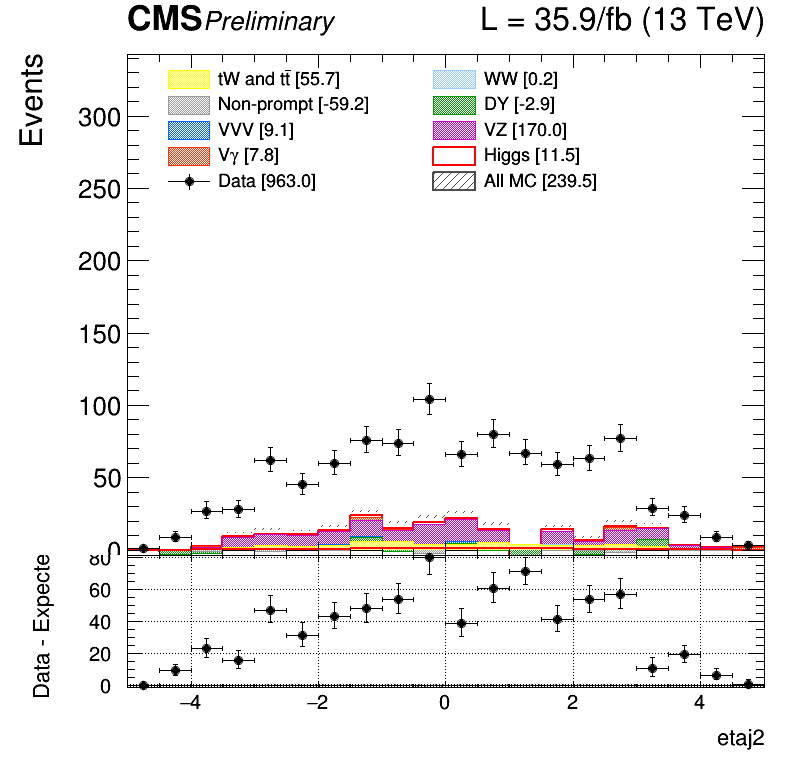 CMS Preliminary L = 35.9/fb (13 TeV)
Events
tW and tt̄ [55.7] WW [0.2]
Non-prompt [-59.2] DY [-2.9]
VVV [9.1] VZ [170.0]
Vγ [7.8] Higgs [11.5]
Data [963.0] All MC [239.5]
300
250
200
150
100
50
0
Data - Expecte
80
60
40
20
0
−4 −2 0 2 4
etaj2